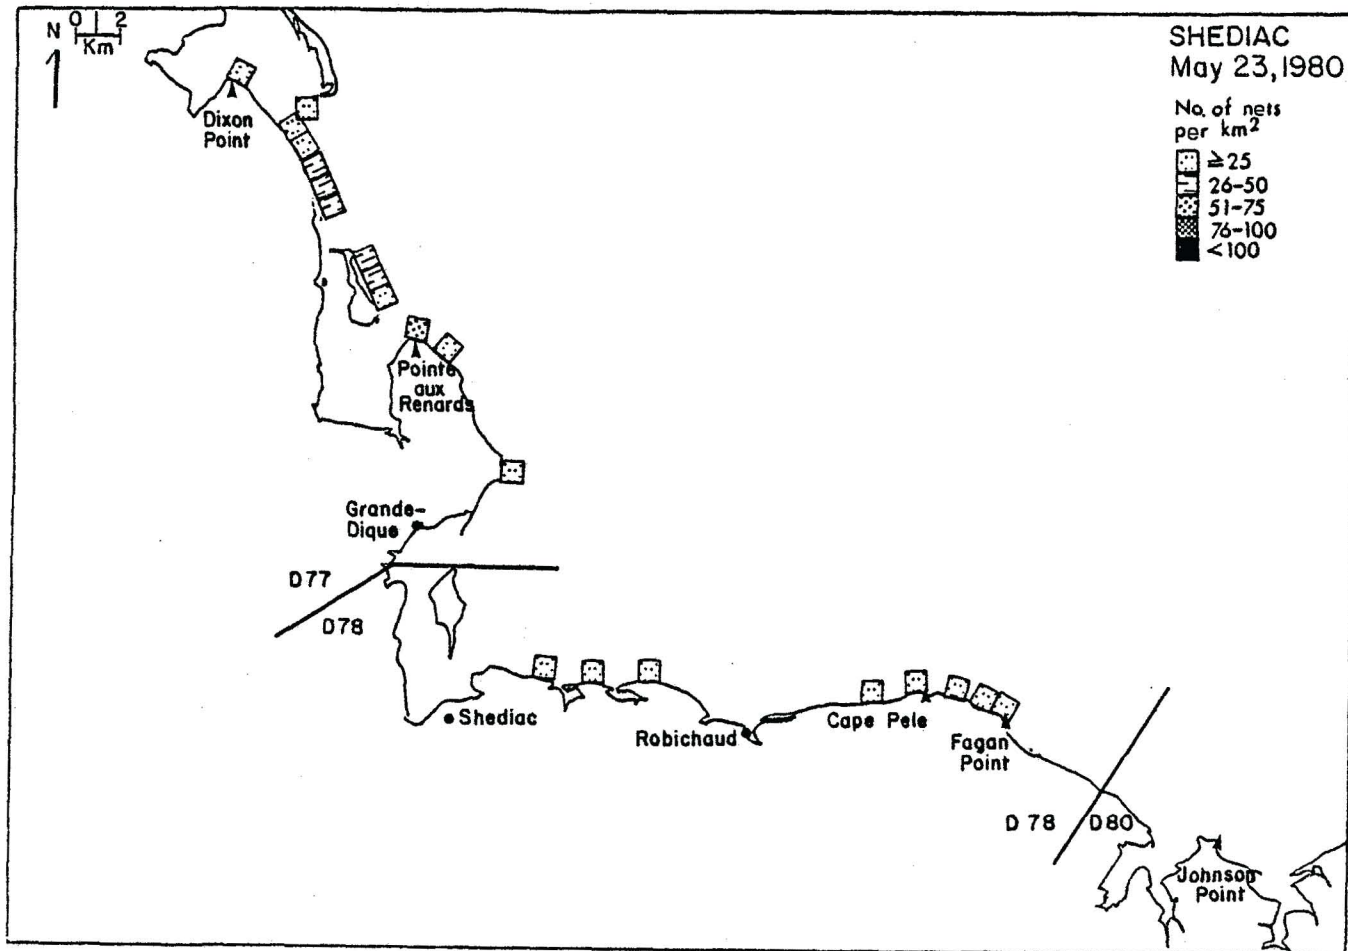 SHEDIAC
May 23, 1980
No. of nets
per km²
≥25
26-50
51-75
76-100
<100
N
0 2
Km
Dixon
Point
Pointe
aux
Renards
Grande-
Dique
D77
D78
Shediac
Robichaud
Cape Pele
Fagan
Point
D 78
D80
Johnson
Point